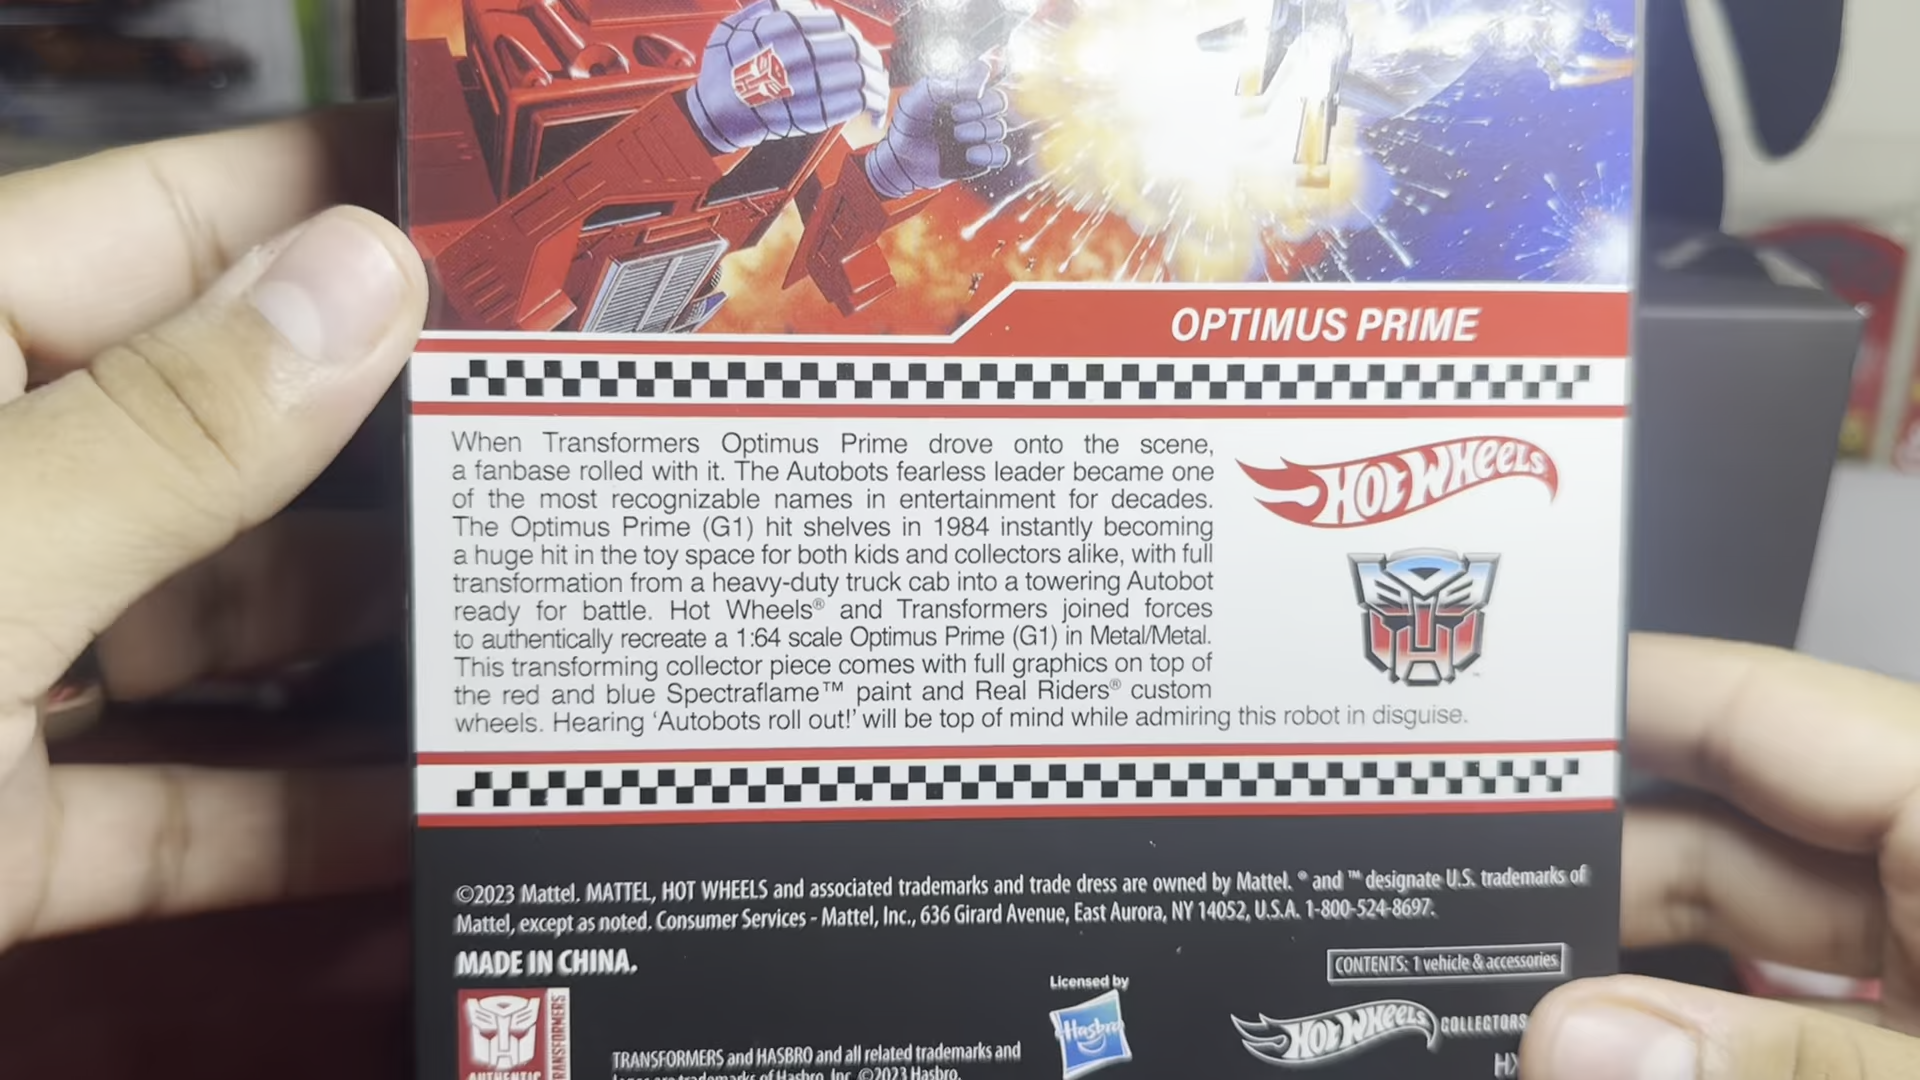 OPTIMUS PRIME
When Transformers Optimus Prime drove onto the scene,
a fanbase rolled with it. The Autobots fearless leader became one
of the most recognizable names in entertainment for decades.
The Optimus Prime (G1) hit shelves in 1984 instantly becoming
a huge hit in the toy space for both kids and collectors alike, with full
transformation from a heavy-duty truck cab into a towering Autobot
ready for battle. Hot Wheels® and Transformers joined forces
to authentically recreate a 1:64 scale Optimus Prime (G1) in Metal/Metal.
This transforming collector piece comes with full graphics on top of
the red and blue Spectraflame™ paint and Real Riders® custom
wheels. Hearing ‘Autobots roll out!’ will be top of mind while admiring this robot in disguise.
HOT WHEELS
©2023 Mattel. MATTEL, HOT WHEELS and associated trademarks and trade dress are owned by Mattel. ® and ™ designate U.S. trademarks of
Mattel, except as noted. Consumer Services - Mattel, Inc., 636 Girard Avenue, East Aurora, NY 14052, U.S.A. 1-800-524-8697.
MADE IN CHINA.
CONTENTS: 1 vehicle & accessories
Licensed by
Hasbro
HOT WHEELS COLLECTORS
TRANSFORMERS
AUTHENTIC
TRANSFORMERS and HASBRO and all related trademarks and
are trademarks of Hasbro, Inc. ©2023 Hasbro.